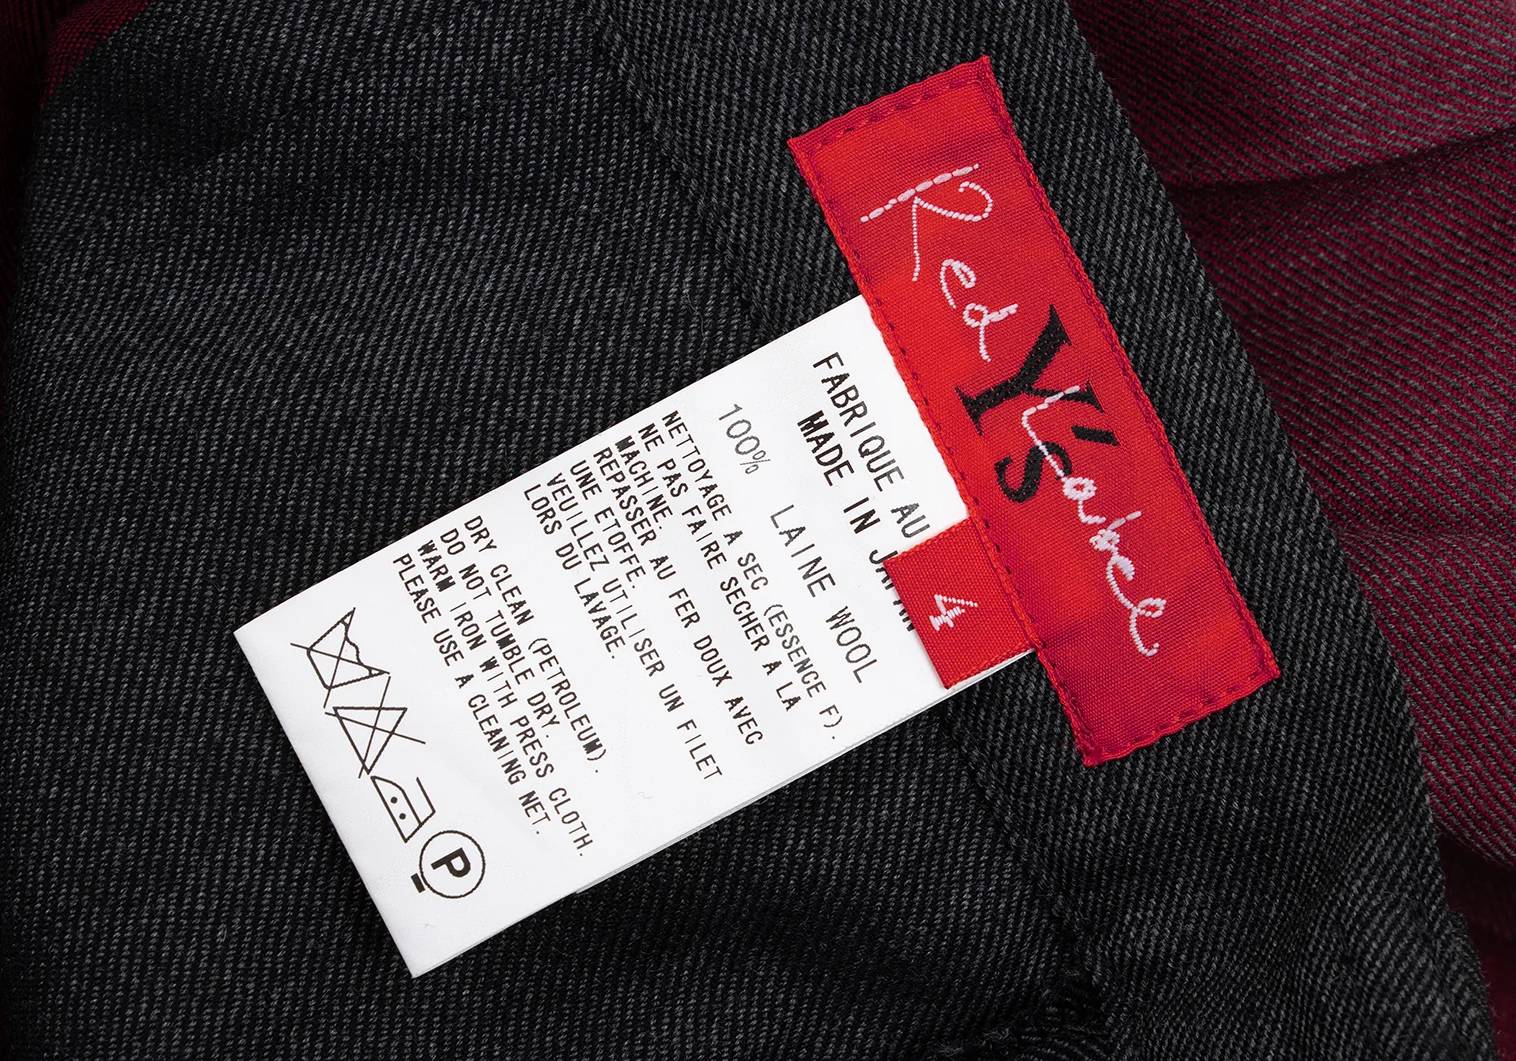 Red Y's Label
4
FABRIQUE AU
MADE IN JAPAN
100% LAINE WOOL
NETTOYAGE A SEC (ESSENCE F).
NE PAS FAIRE SECHER A LA
MACHINE.
REPASSER AU FER DOUX AVEC
UNE ETOFFE.
VEUILLEZ UTILISER UN FILET
LORS DU LAVAGE.
DRY CLEAN (PETROLEUM).
DO NOT TUMBLE DRY.
WARM IRON WITH PRESS CLOTH.
PLEASE USE A CLEANING NET.
P